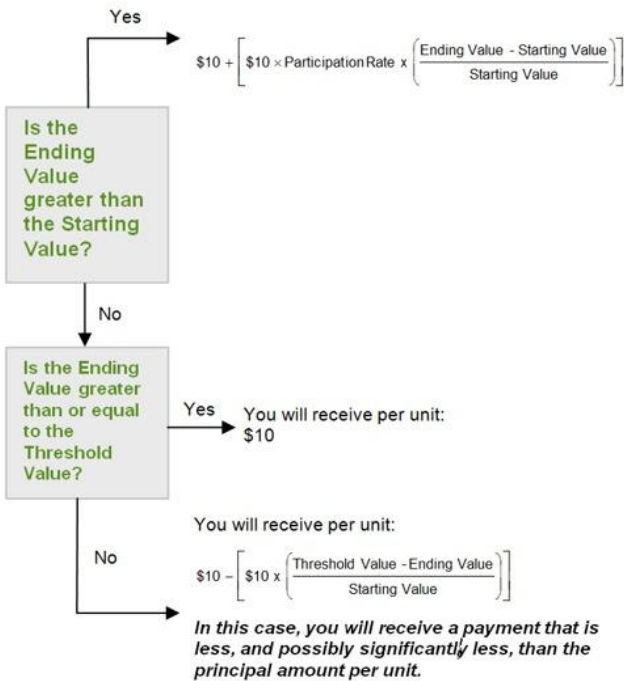 Yes
$10 + [ $10 × Participation Rate x ( Ending Value - Starting Value / Starting Value ) ]
Is the
Ending
Value
greater than
the Starting
Value?
No
Is the Ending
Value greater
than or equal
to the
Threshold
Value?
Yes
You will receive per unit:
$10
No
You will receive per unit:
$10 – [ $10 x ( Threshold Value - Ending Value / Starting Value ) ]
In this case, you will receive a payment that is
less, and possibly significantly less, than the
principal amount per unit.